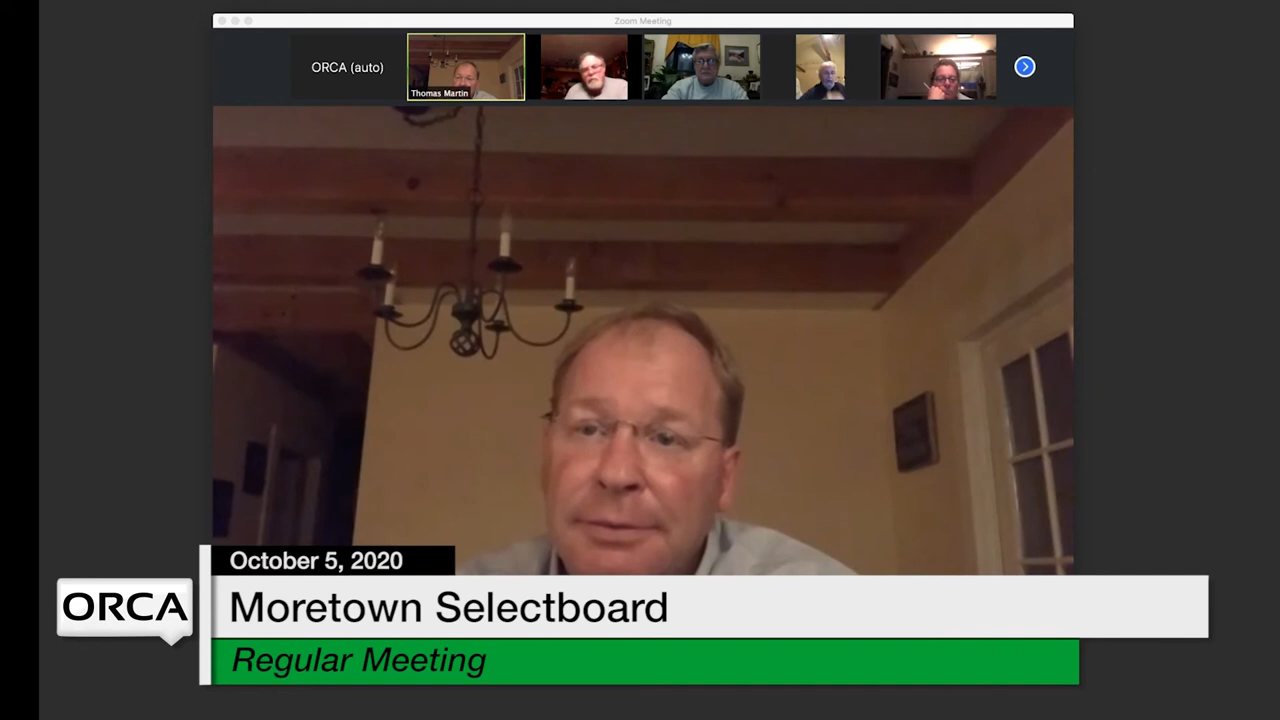 Zoom Meeting
ORCA (auto)
Thomas Martin
October 5, 2020
ORCA
Moretown Selectboard
Regular Meeting